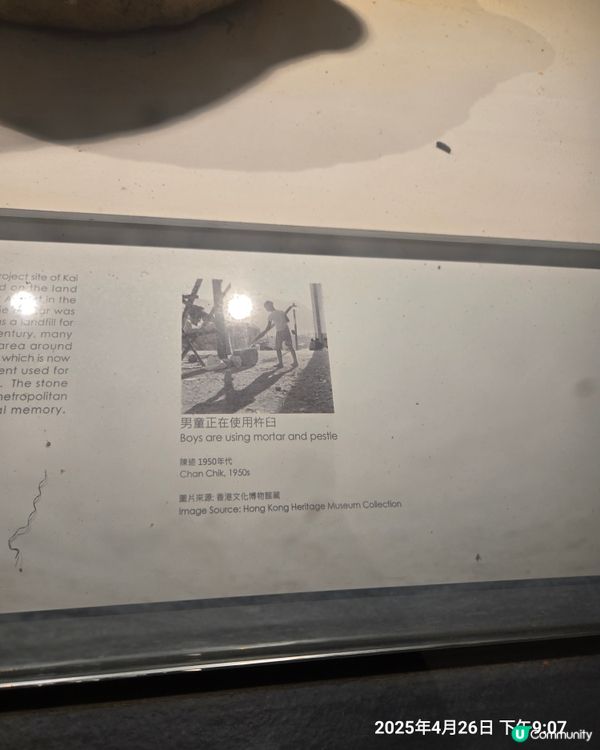 roject site of Kai
d on the land
in the
was
s a landfill for
entury, many
area around
which is now
ent used for
. The stone
metropolitan
al memory.
男童正在使用杵臼
Boys are using mortar and pestle
陳迹 1950年代
Chan Chik, 1950s
圖片來源: 香港文化博物館藏
Image Source: Hong Kong Heritage Museum Collection
2025年4月26日 下午9:07
U Community